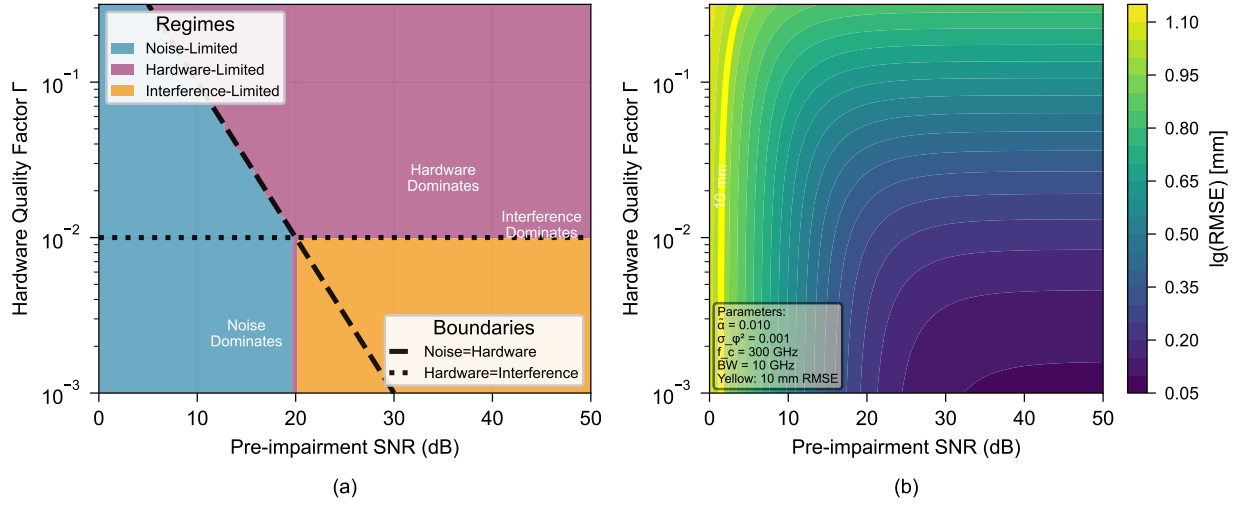 Regimes
Noise-Limited
Hardware-Limited
Interference-Limited
Hardware
Dominates
Interference
Dominates
Noise
Dominates
Boundaries
Noise=Hardware
Hardware=Interference
Hardware Quality Factor Γ
10⁻¹
10⁻²
10⁻³
0 10 20 30 40 50
Pre-impairment SNR (dB)
(a)
10 mm
Parameters:
ᾱ = 0.010
σ_φ² = 0.001
f_c = 300 GHz
BW = 10 GHz
Yellow: 10 mm RMSE
Hardware Quality Factor Γ
10⁻¹
10⁻²
10⁻³
0 10 20 30 40 50
Pre-impairment SNR (dB)
(b)
1.10
0.95
0.80
0.65
0.50
0.35
0.20
0.05
lg(RMSE) [mm]